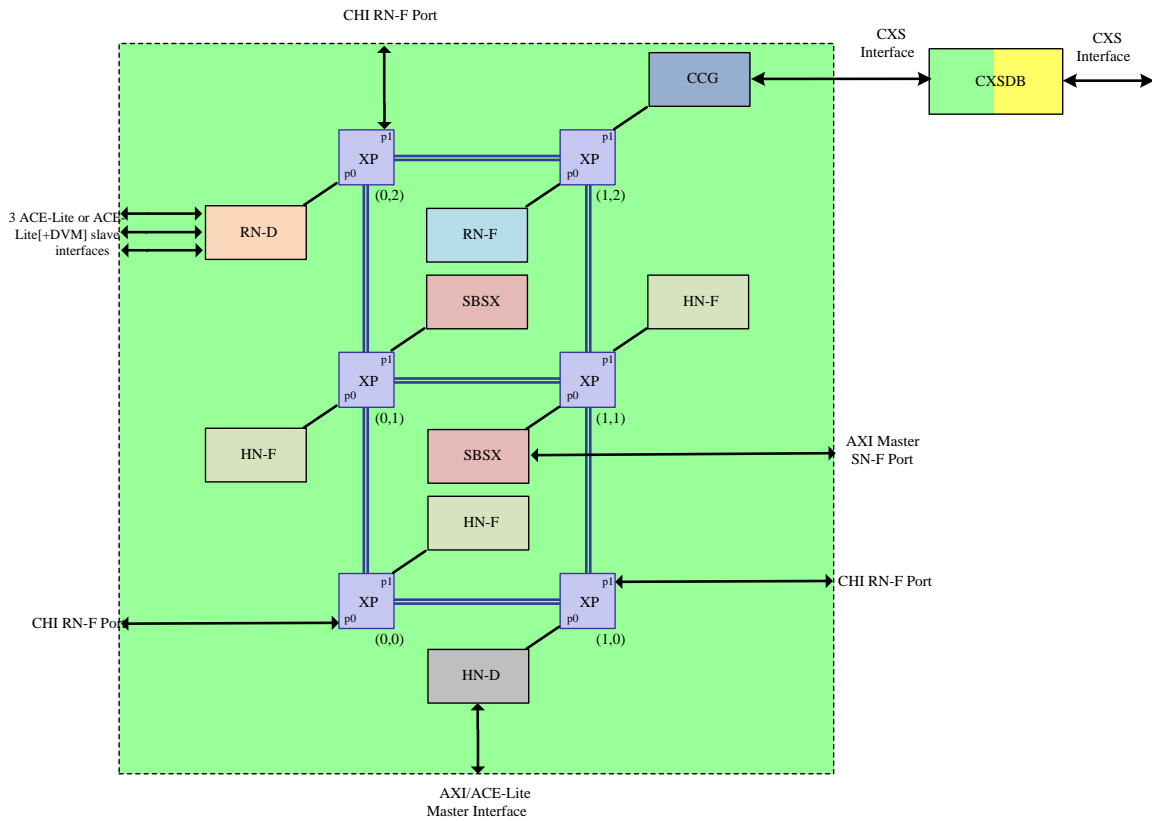 CHI RN-F Port
CXS
Interface
CXS
Interface
CCG
CXSDB
p1
XP
p0
(0,2)
p1
XP
p0
(1,2)
3 ACE-Lite or ACE-
Lite[+DVM] slave
interfaces
RN-D
RN-F
SBSX
HN-F
p1
XP
p0
(0,1)
p1
XP
p0
(1,1)
HN-F
SBSX
AXI Master
SN-F Port
HN-F
p1
XP
p0
(0,0)
p1
XP
p0
(1,0)
CHI RN-F Port
CHI RN-F Port
HN-D
AXI/ACE-Lite
Master Interface